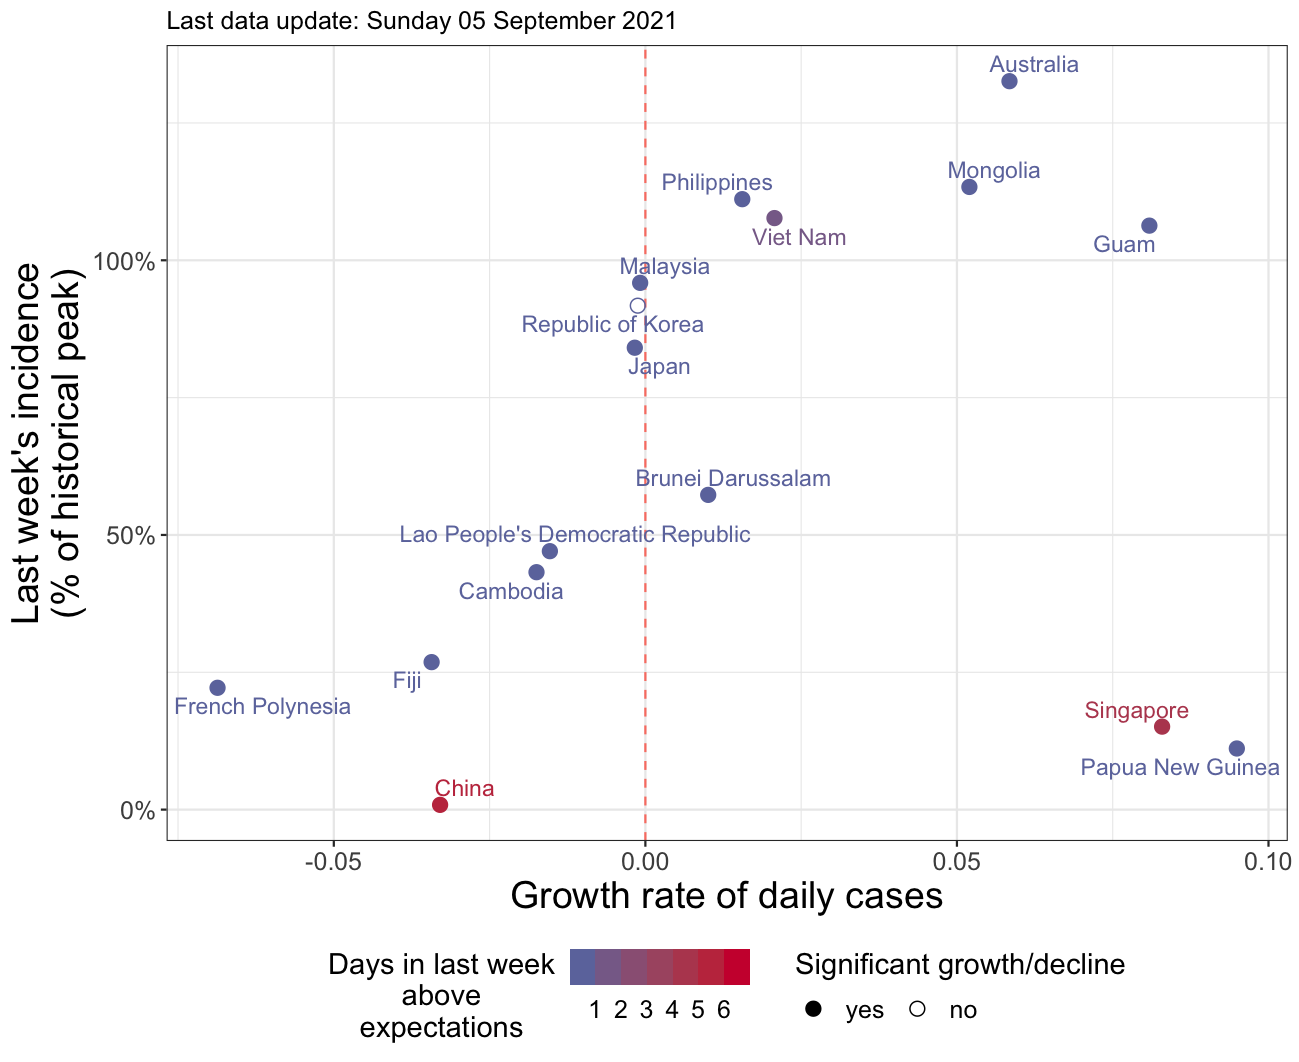 Last data update: Sunday 05 September 2021
Australia
Mongolia
Philippines
Viet Nam
Guam
Malaysia
Republic of Korea
Japan
Brunei Darussalam
Lao People's Democratic Republic
Cambodia
Fiji
French Polynesia
Singapore
Papua New Guinea
China
Last week's incidence
(% of historical peak)
100%
50%
0%
-0.05 0.00 0.05 0.10
Growth rate of daily cases
Days in last week
above
expectations
1 2 3 4 5 6
Significant growth/decline
yes no